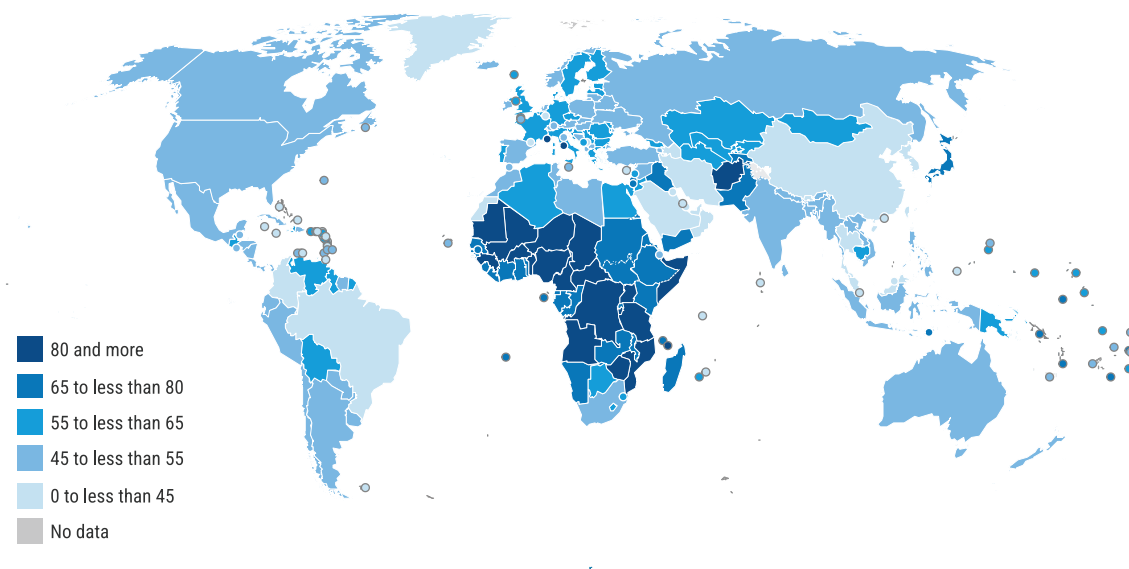 80 and more
65 to less than 80
55 to less than 65
45 to less than 55
0 to less than 45
No data